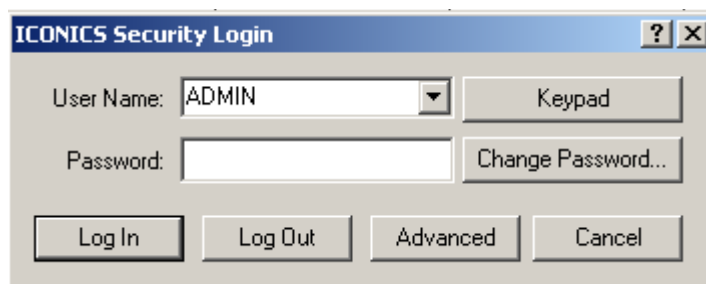 ICONICS Security Login
User Name: ADMIN Keypad
Password: Change Password...
Log In Log Out Advanced Cancel